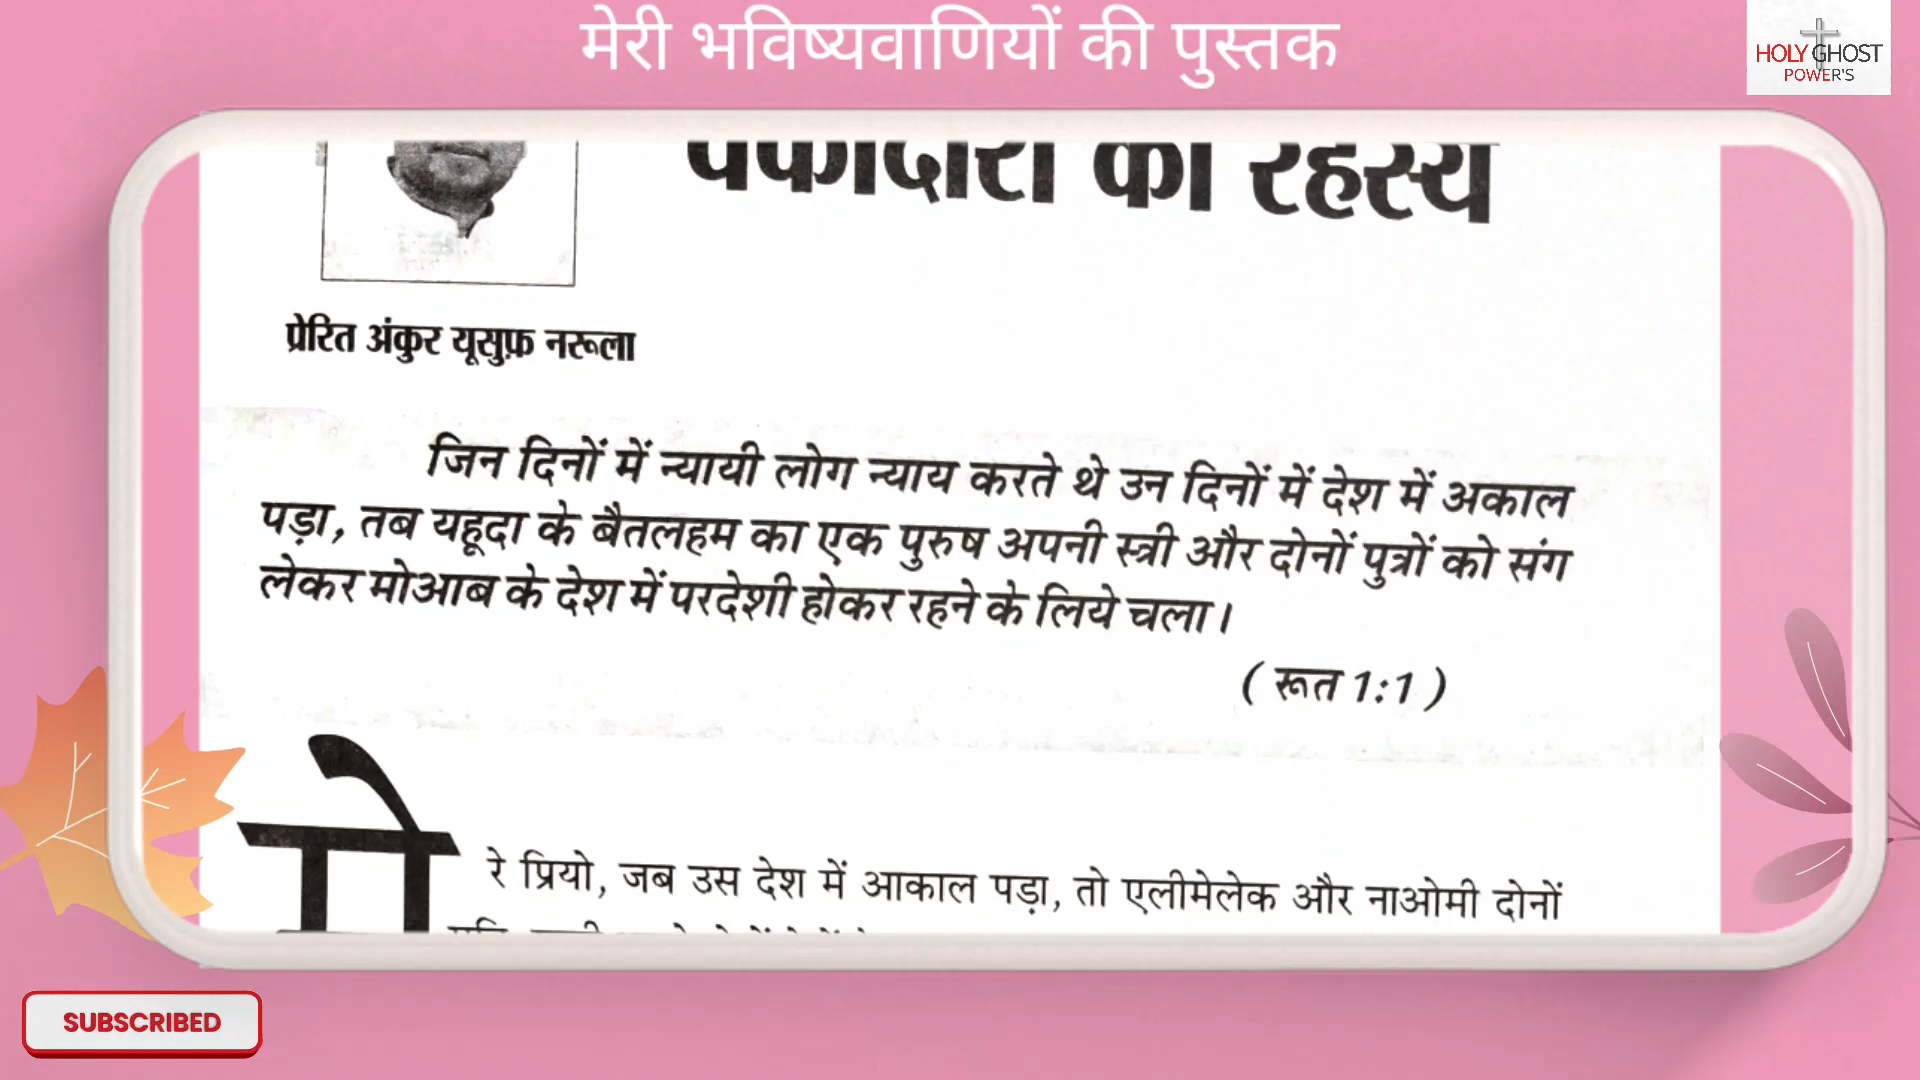 मेरी भविष्यवाणियों की पुस्तक
HOLY GHOST
POWER'S
की रहस्य
प्रेरित अंकुर यूसुफ़ नरूला
जिन दिनों में न्यायी लोग न्याय करते थे उन दिनों में देश में अकाल
पड़ा, तब यहूदा के बैतलहम का एक पुरुष अपनी स्त्री और दोनों पुत्रों को संग
लेकर मोआब के देश में परदेशी होकर रहने के लिये चला।
( रूत 1:1 )
मेरे प्रियो, जब उस देश में आकाल पड़ा, तो एलीमेलेक और नाओमी दोनों
SUBSCRIBED